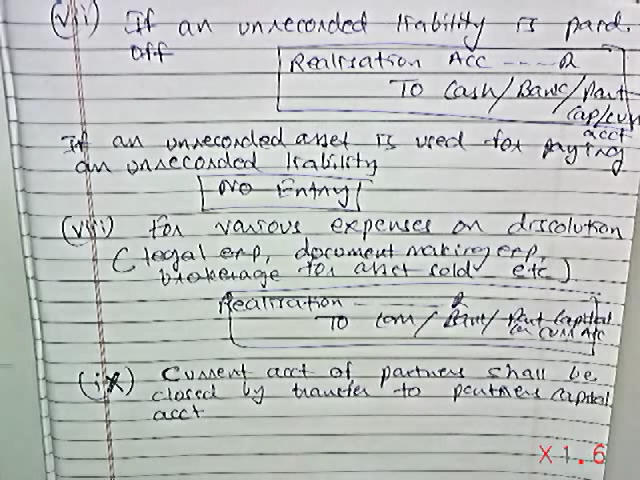 (vii) If an unrecorded liability is paid
off
Realisation Acc ---- Dr
To Cash/Bank/Part
Cap/curr
acct
If an unrecorded asset is used for paying
an unrecorded liability
No Entry
(viii) for various expenses on dissolution
(legal exp, document making exp,
brokerage for asset sold etc)
Realisation ---- Dr
To Cash/ Bank/ Part Capital
or Curr A/c
(ix) Current acct of partners shall be
closed by transfer to partners capital
acct
X1.6